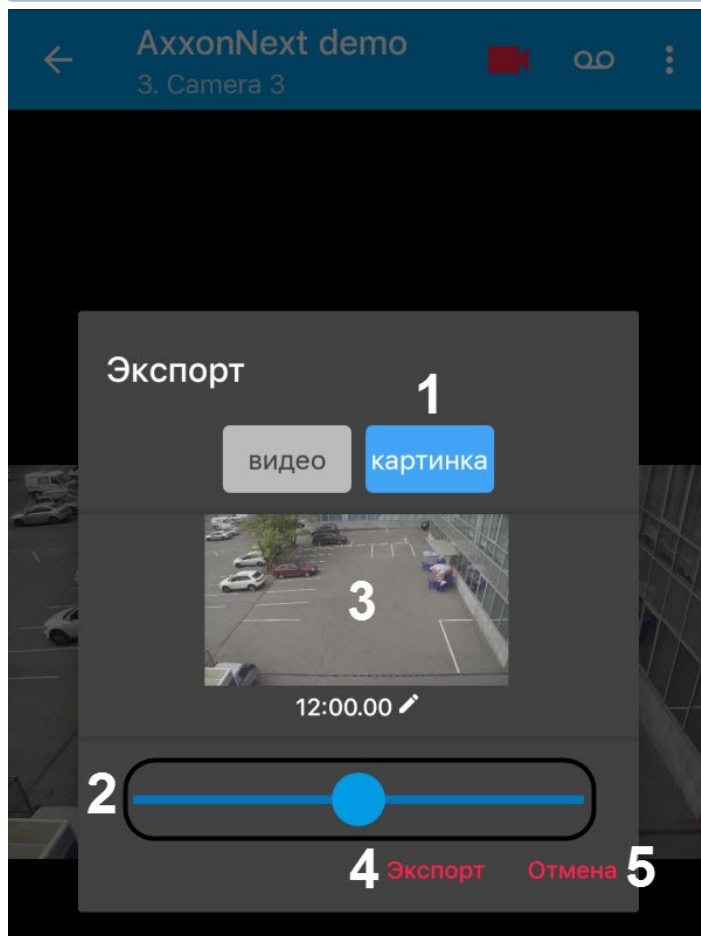 AxxonNext demo
3. Camera 3
Экспорт
1
видео картинка
3
12:00.00
2
4 Экспорт Отмена 5